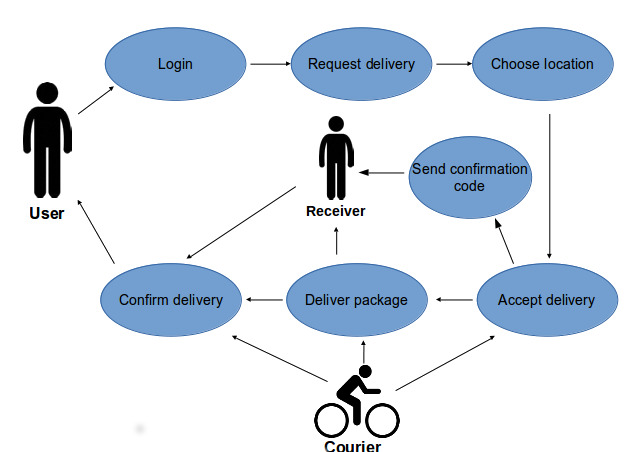 Login
Request delivery
Choose location
Send confirmation
code
User
Receiver
Confirm delivery
Deliver package
Accept delivery
Courier